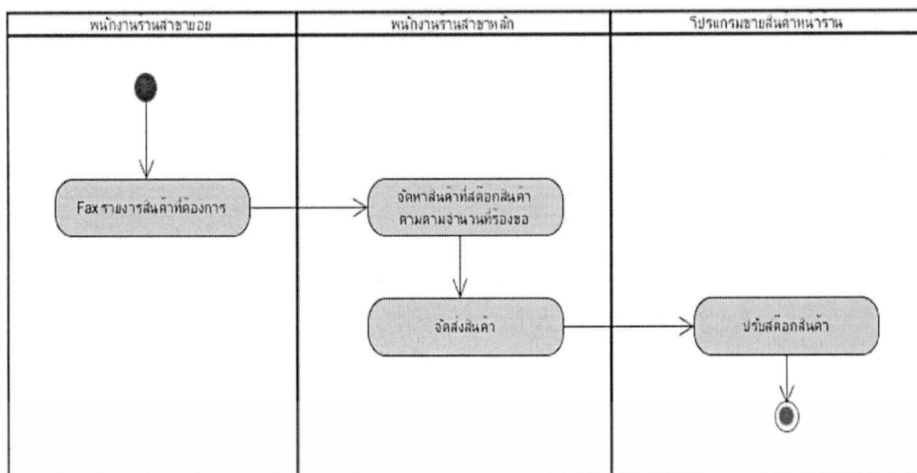 พนักงานร้านสาขาย่อย
พนักงานร้านสาขาหลัก
โปรแกรมขายสินค้าหน้าร้าน
Fax รายงารสินค้าที่ต้องการ
จัดหาสินค้าที่สต๊อกสินค้า
ตามตามจำนวนที่ร้องขอ
จัดส่งสินค้า
ปรับสต๊อกสินค้า